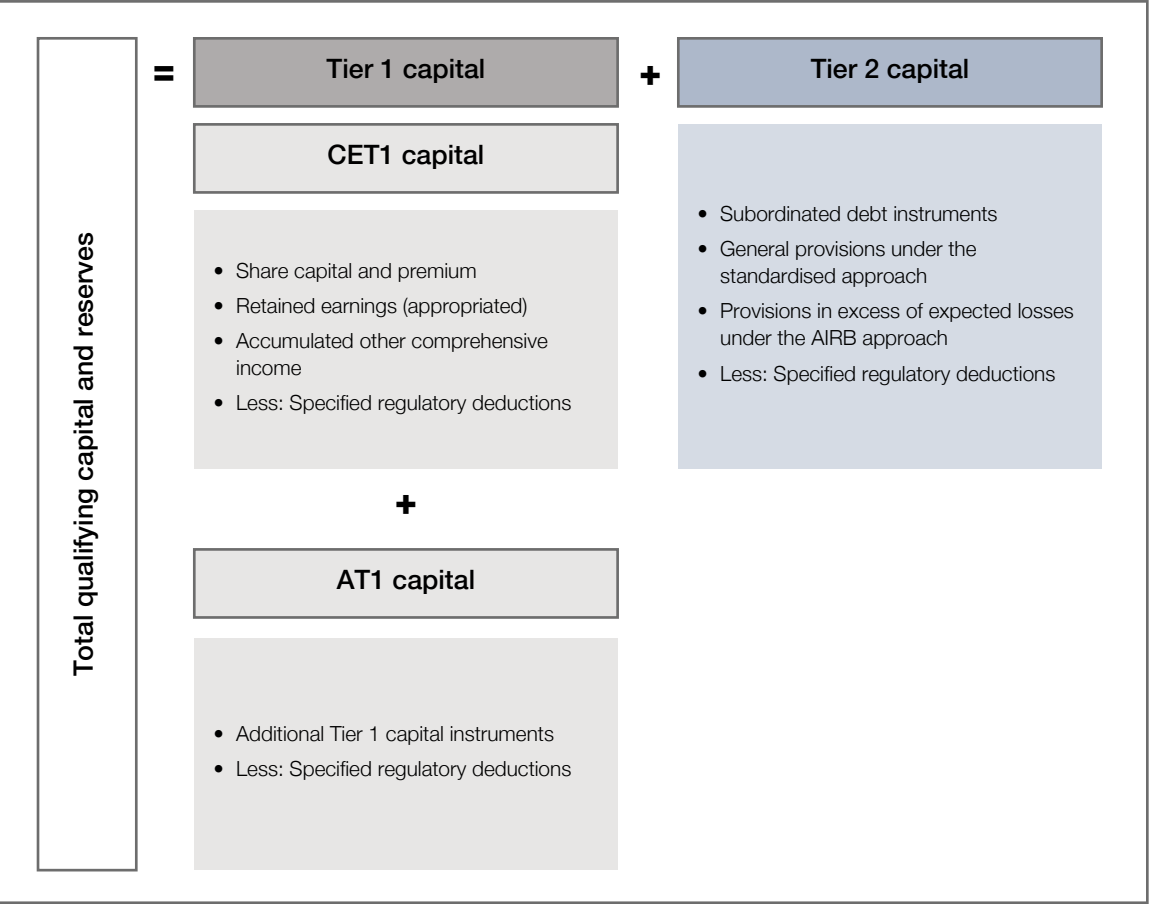 Total qualifying capital and reserves
=
Tier 1 capital
+
Tier 2 capital
CET1 capital
• Share capital and premium
• Retained earnings (appropriated)
• Accumulated other comprehensive
income
• Less: Specified regulatory deductions
+
AT1 capital
• Additional Tier 1 capital instruments
• Less: Specified regulatory deductions
• Subordinated debt instruments
• General provisions under the
standardised approach
• Provisions in excess of expected losses
under the AIRB approach
• Less: Specified regulatory deductions